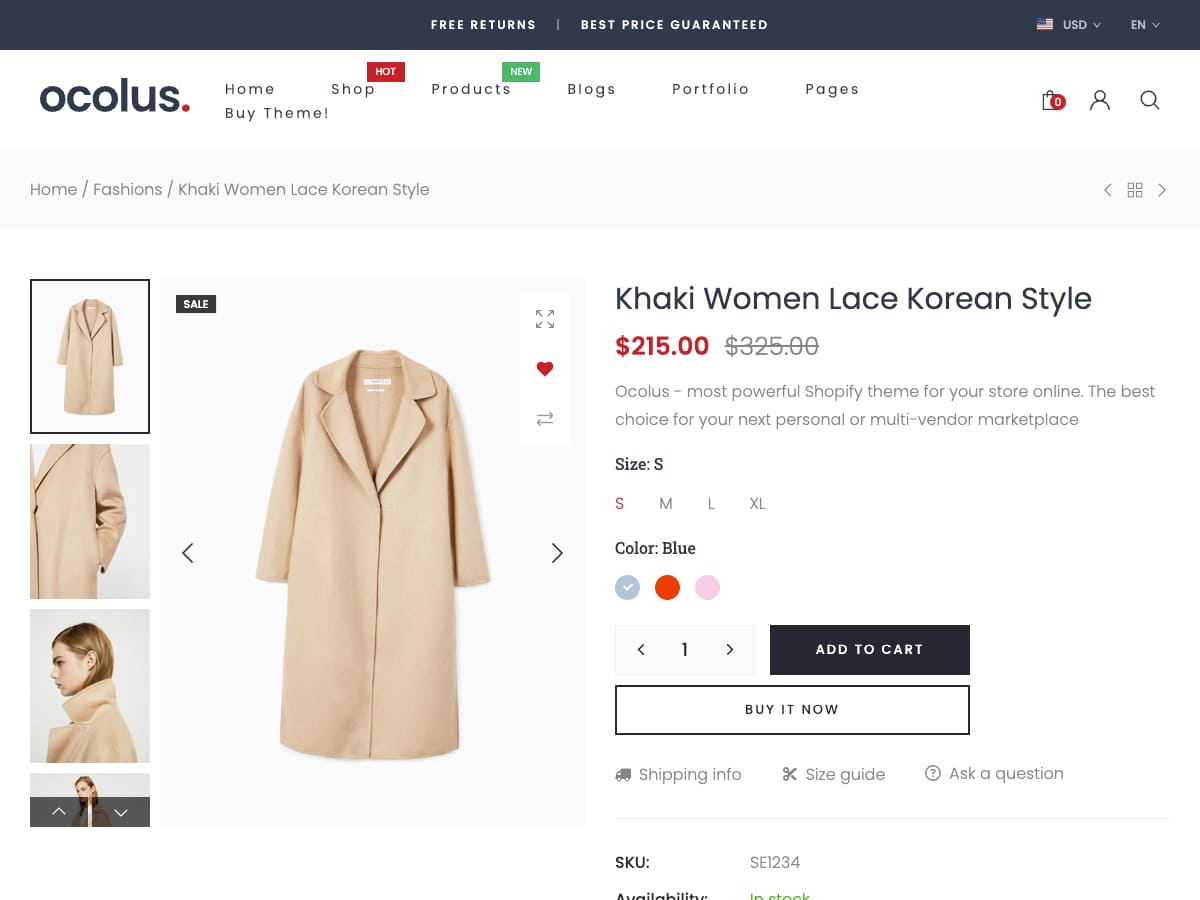 FREE RETURNS | BEST PRICE GUARANTEED
USD EN
ocolus.
HOT NEW
Home Shop Products Blogs Portfolio Pages
Buy Theme!
0
Home / Fashions / Khaki Women Lace Korean Style
SALE
Khaki Women Lace Korean Style
$215.00 $325.00
Ocolus - most powerful Shopify theme for your store online. The best
choice for your next personal or multi-vendor marketplace
Size: S
S M L XL
Color: Blue
1 ADD TO CART
BUY IT NOW
Shipping info Size guide Ask a question
SKU: SE1234
Availability: In stock